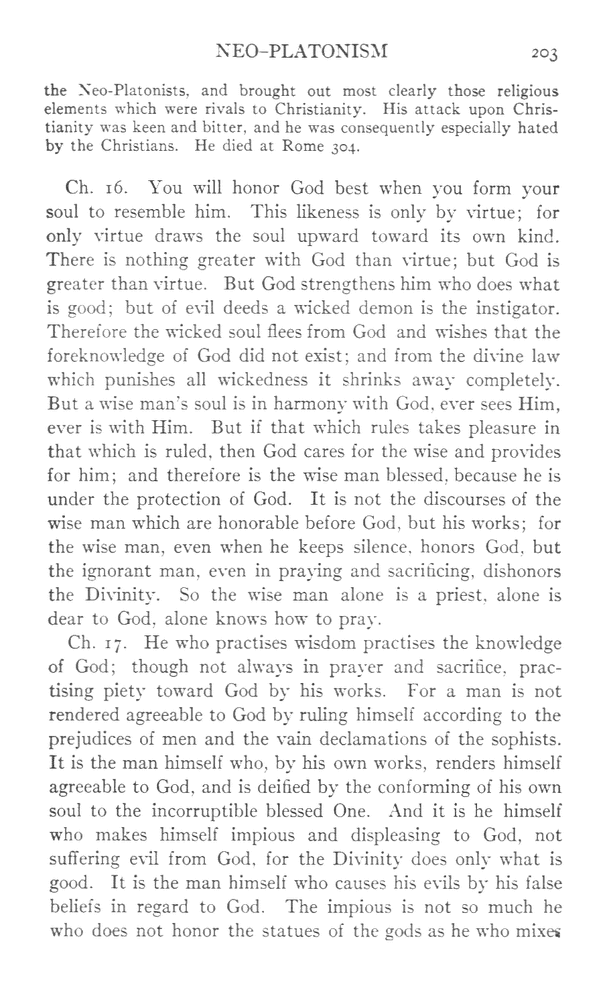 NEO-PLATONISM 203
the Neo-Platonists, and brought out most clearly those religious
elements which were rivals to Christianity. His attack upon Chris-
tianity was keen and bitter, and he was consequently especially hated
by the Christians. He died at Rome 304.
Ch. 16. You will honor God best when you form your
soul to resemble him. This likeness is only by virtue; for
only virtue draws the soul upward toward its own kind.
There is nothing greater with God than virtue; but God is
greater than virtue. But God strengthens him who does what
is good; but of evil deeds a wicked demon is the instigator.
Therefore the wicked soul flees from God and wishes that the
foreknowledge of God did not exist; and from the divine law
which punishes all wickedness it shrinks away completely.
But a wise man's soul is in harmony with God, ever sees Him,
ever is with Him. But if that which rules takes pleasure in
that which is ruled, then God cares for the wise and provides
for him; and therefore is the wise man blessed, because he is
under the protection of God. It is not the discourses of the
wise man which are honorable before God, but his works; for
the wise man, even when he keeps silence, honors God, but
the ignorant man, even in praying and sacrificing, dishonors
the Divinity. So the wise man alone is a priest, alone is
dear to God, alone knows how to pray.
Ch. 17. He who practises wisdom practises the knowledge
of God; though not always in prayer and sacrifice, prac-
tising piety toward God by his works. For a man is not
rendered agreeable to God by ruling himself according to the
prejudices of men and the vain declamations of the sophists.
It is the man himself who, by his own works, renders himself
agreeable to God, and is deified by the conforming of his own
soul to the incorruptible blessed One. And it is he himself
who makes himself impious and displeasing to God, not
suffering evil from God, for the Divinity does only what is
good. It is the man himself who causes his evils by his false
beliefs in regard to God. The impious is not so much he
who does not honor the statues of the gods as he who mixes